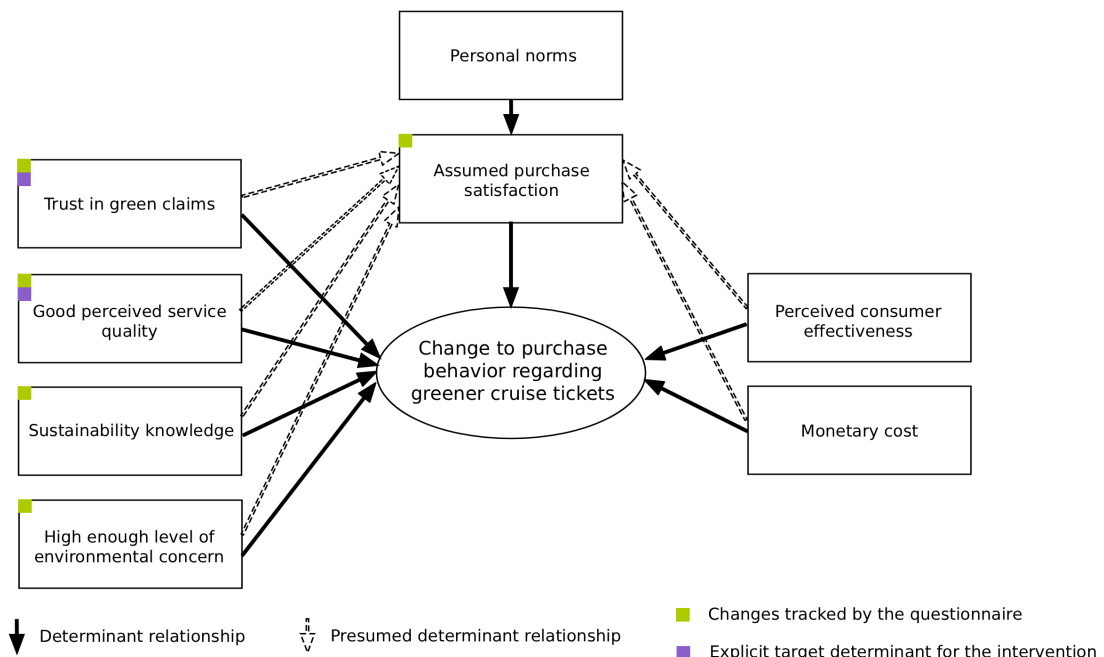 Personal norms
Assumed purchase
satisfaction
Trust in green claims
Good perceived service
quality
Sustainability knowledge
High enough level of
environmental concern
Change to purchase
behavior regarding
greener cruise tickets
Perceived consumer
effectiveness
Monetary cost
Determinant relationship
Presumed determinant relationship
Changes tracked by the questionnaire
Explicit target determinant for the intervention